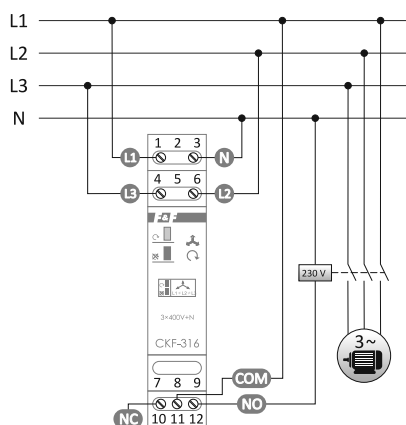 L1
L2
L3
N
1 2 3
L1
N
4 5 6
L3
L2
F&F
3×400V+N
CKF-316
7 8 9
COM
NC
NO
10 11 12
230 V
3~